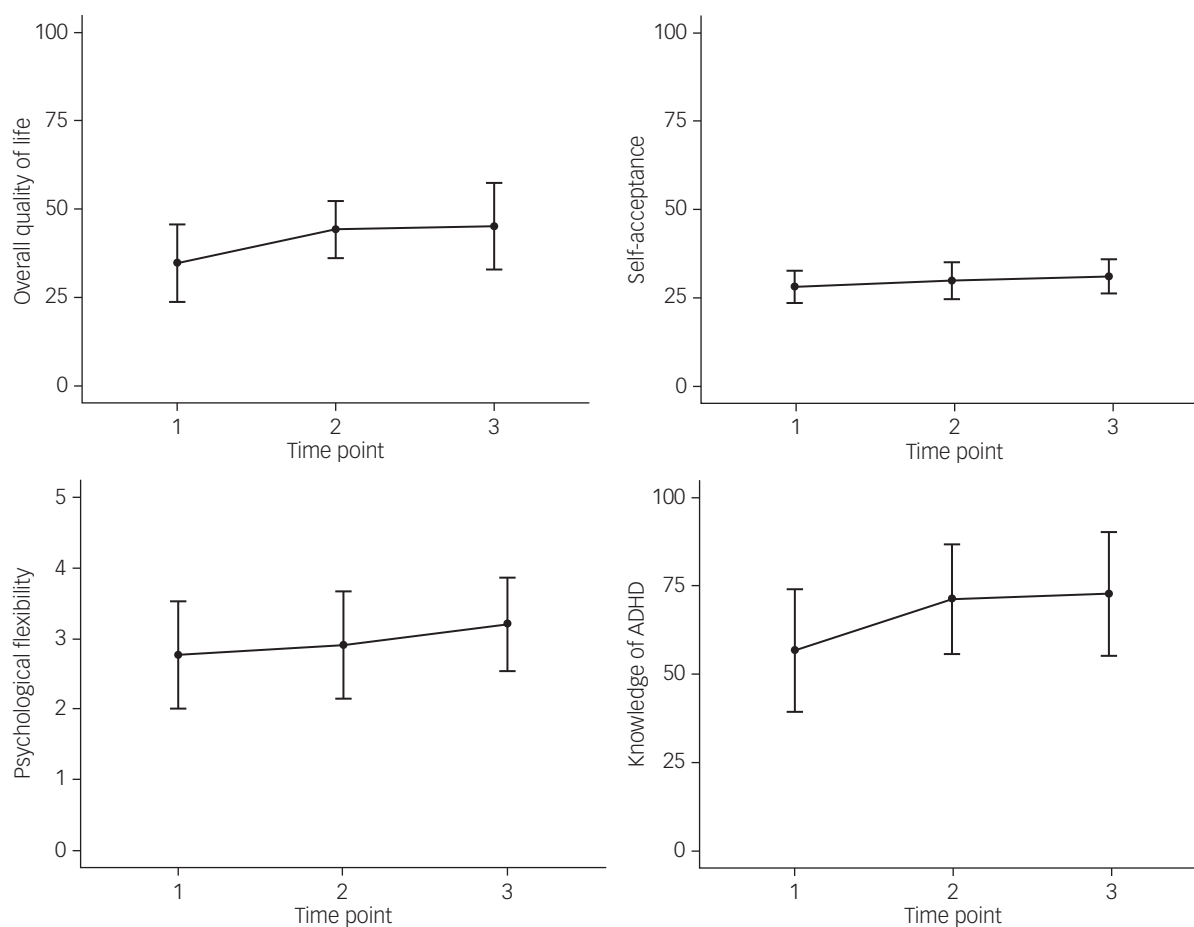 Overall quality of life
100
75
50
25
0
1 2 3
Time point
Self-acceptance
100
75
50
25
0
1 2 3
Time point
Psychological flexibility
5
4
3
2
1
0
1 2 3
Time point
Knowledge of ADHD
100
75
50
25
0
1 2 3
Time point